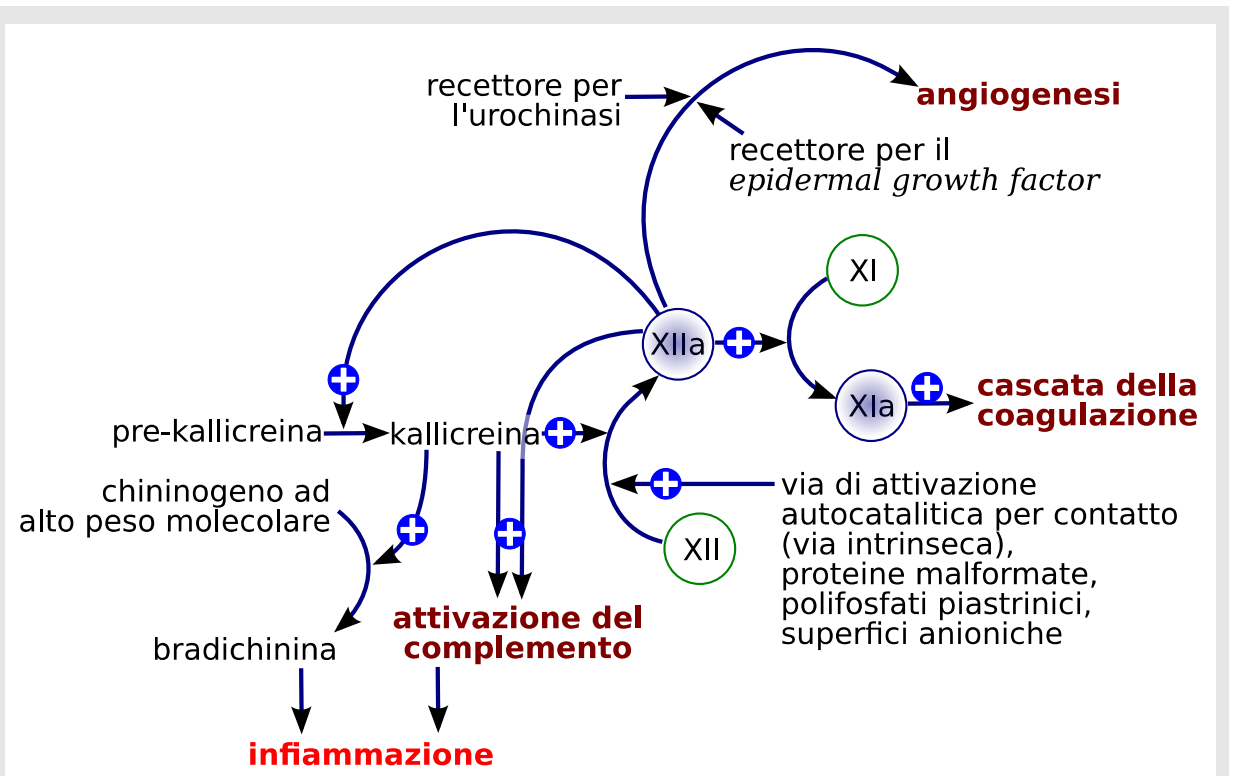 recettore per
l'urochinasi
angiogenesi
recettore per il
epidermal growth factor
XI
XIIa
XIa
cascata della
coagulazione
pre-kallicreina
kallicreina
chininogeno ad
alto peso molecolare
XII
via di attivazione
autocatalitica per contatto
(via intrinseca),
proteine malformate,
polifosfati piastrinici,
superfici anioniche
attivazione del
complemento
bradichinina
infiammazione